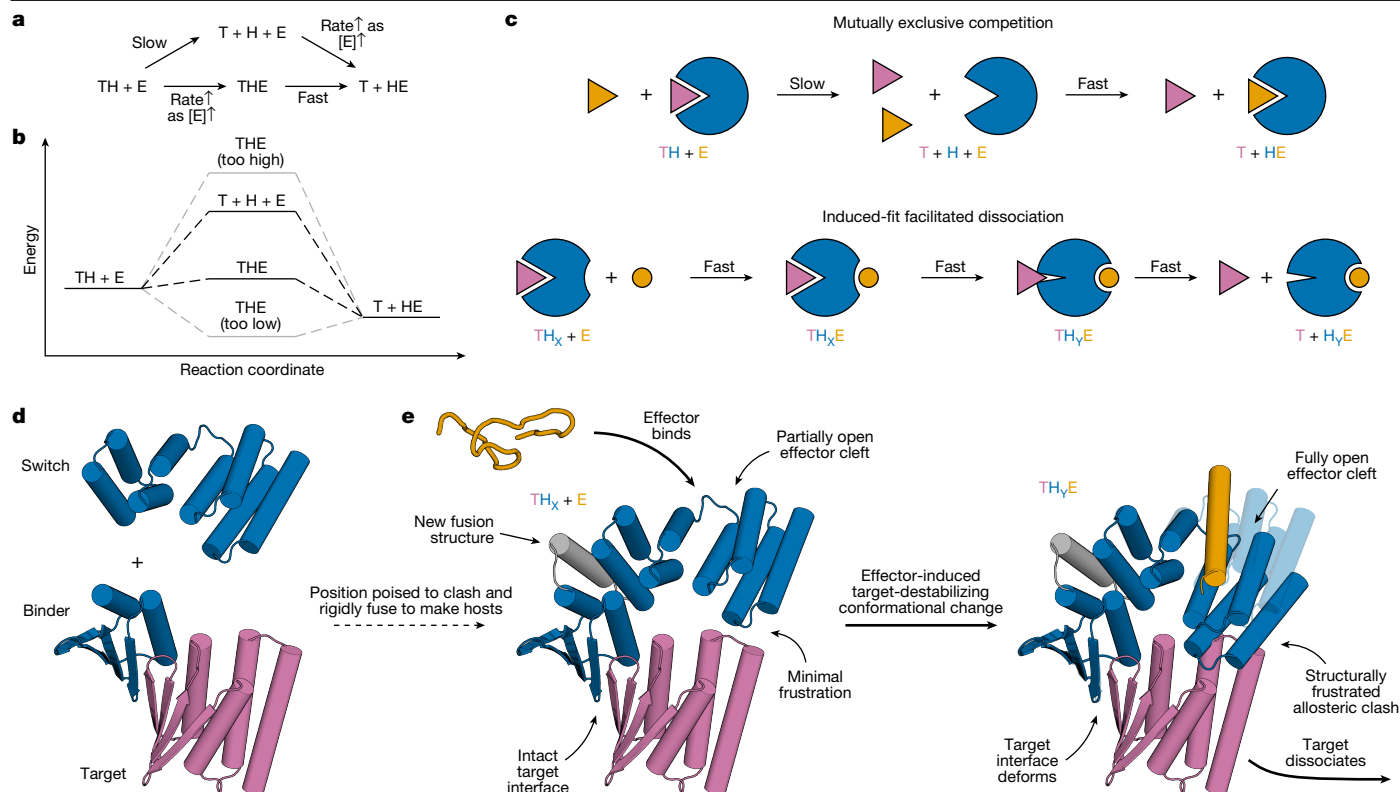 a
Slow
T + H + E
Rate↑ as
[E]↑
TH + E
Rate↑
as [E]↑
THE
Fast
T + HE
b
Energy
THE
(too high)
T + H + E
TH + E
THE
THE
(too low)
T + HE
Reaction coordinate
c
Mutually exclusive competition
+
Slow
+
Fast
+
TH + E
T + H + E
T + HE
Induced-fit facilitated dissociation
+
Fast
Fast
Fast
+
THX + E
THXE
THYE
T + HYE
d
Switch
+
Binder
Target
Position poised to clash and
rigidly fuse to make hosts
e
Effector
binds
Partially open
effector cleft
THX + E
New fusion
structure
Minimal
frustration
Intact
target
interface
Effector-induced
target-destabilizing
conformational change
THYE
Fully open
effector cleft
Structurally
frustrated
allosteric clash
Target
interface
deforms
Target
dissociates